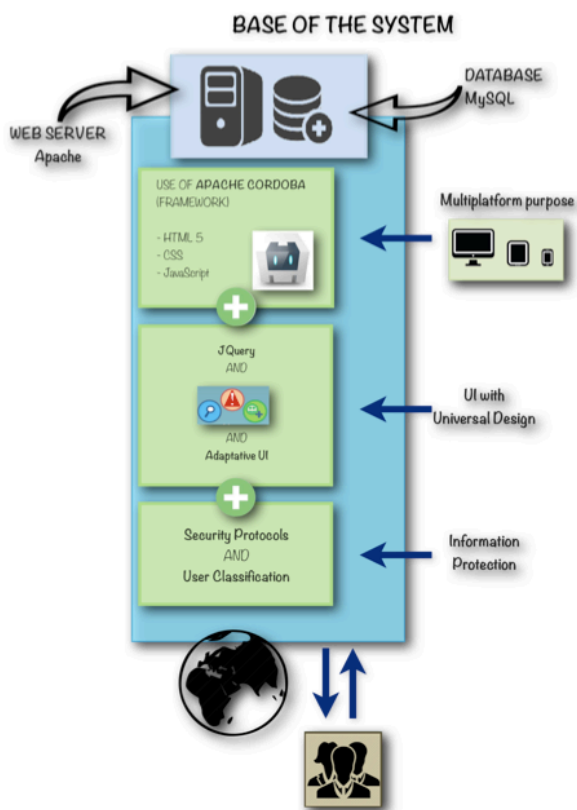 BASE OF THE SYSTEM
WEB SERVER
Apache
DATABASE
MySQL
USE OF APACHE CORDOBA
(FRAMEWORK)
- HTML 5
- CSS
- JavaScript
Multiplatform purpose
JQuery
AND
AND
Adaptative UI
UI with
Universal Design
Security Protocols
AND
User Classification
Information
Protection